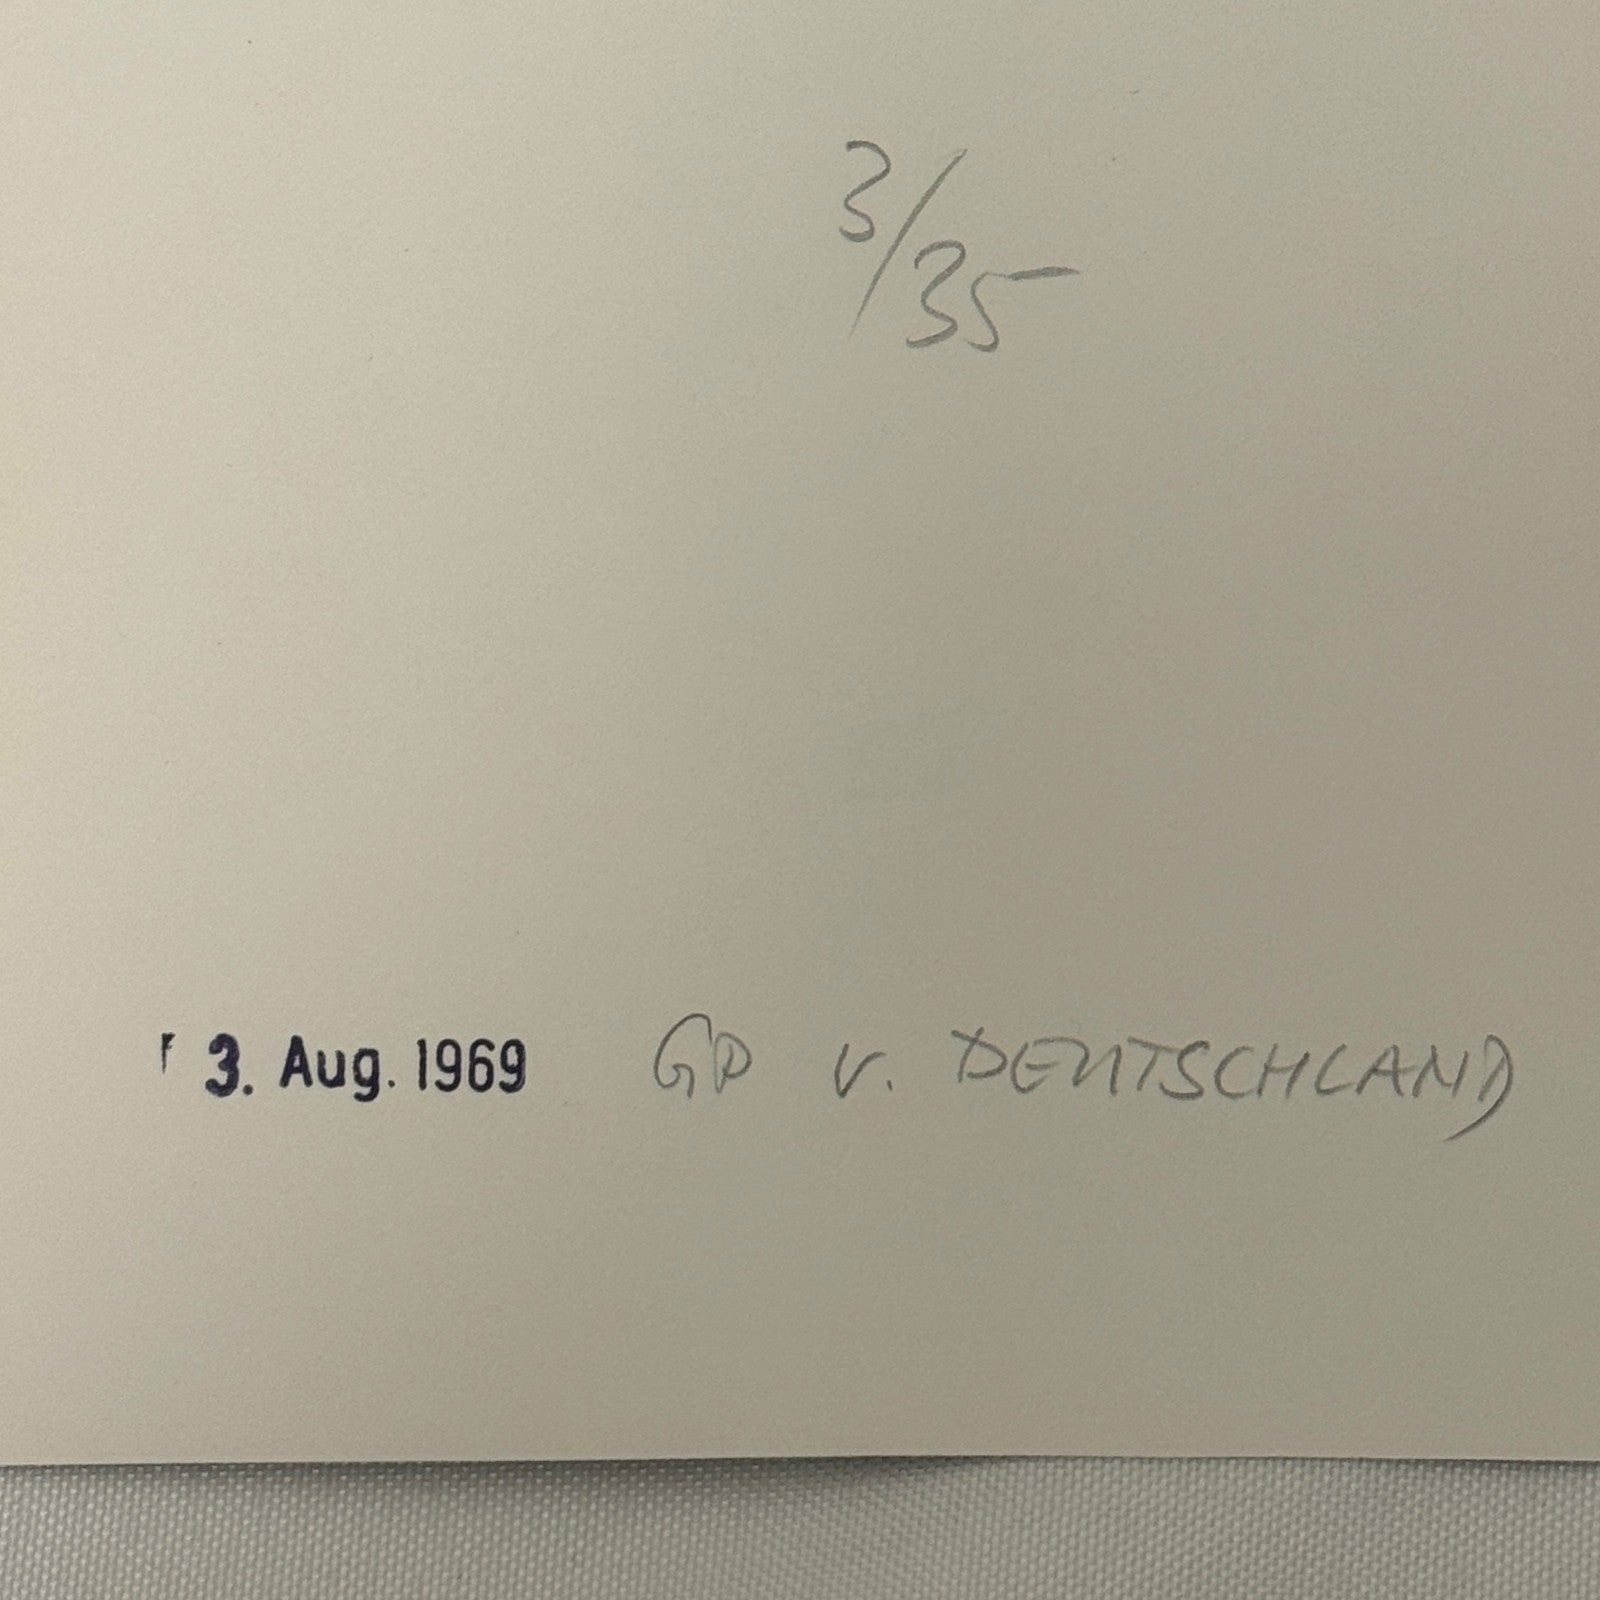 3/35
3. Aug. 1969 GP v. DEUTSCHLAND